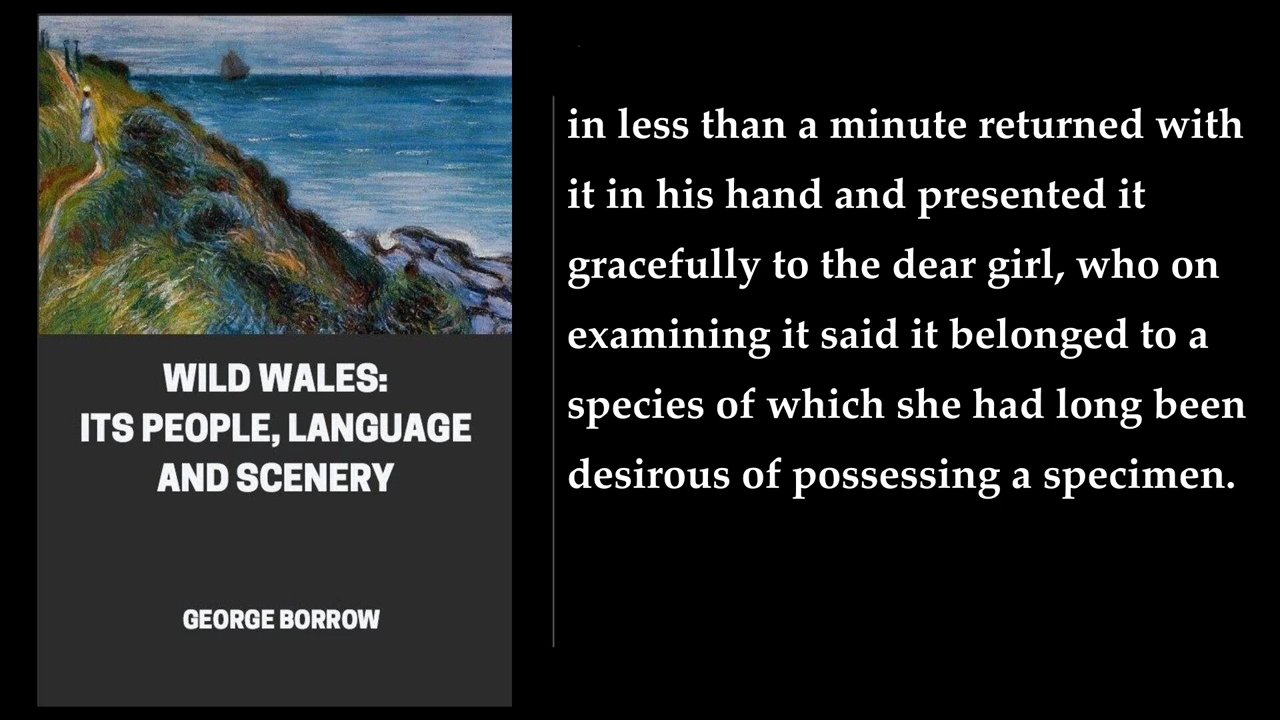 WILD WALES:
ITS PEOPLE, LANGUAGE
AND SCENERY
GEORGE BORROW
in less than a minute returned with
it in his hand and presented it
gracefully to the dear girl, who on
examining it said it belonged to a
species of which she had long been
desirous of possessing a specimen.